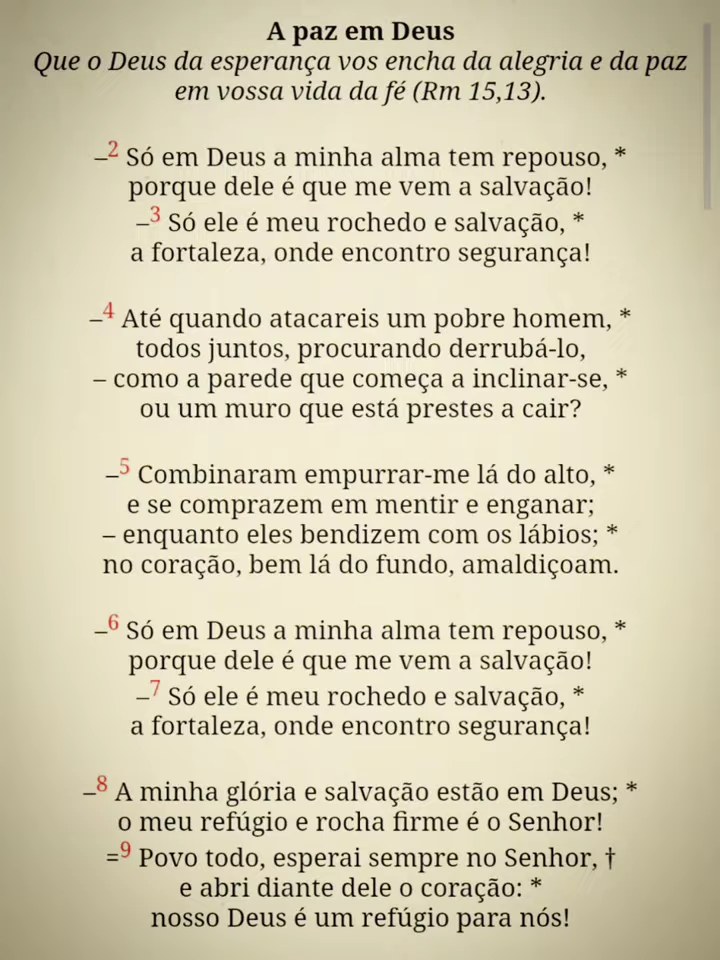 A paz em Deus
Que o Deus da esperança vos encha da alegria e da paz
em vossa vida da fé (Rm 15,13).
–2 Só em Deus a minha alma tem repouso, *
porque dele é que me vem a salvação!
–3 Só ele é meu rochedo e salvação, *
a fortaleza, onde encontro segurança!
–4 Até quando atacareis um pobre homem, *
todos juntos, procurando derrubá-lo,
– como a parede que começa a inclinar-se, *
ou um muro que está prestes a cair?
–5 Combinaram empurrar-me lá do alto, *
e se comprazem em mentir e enganar;
– enquanto eles bendizem com os lábios; *
no coração, bem lá do fundo, amaldiçoam.
–6 Só em Deus a minha alma tem repouso, *
porque dele é que me vem a salvação!
–7 Só ele é meu rochedo e salvação, *
a fortaleza, onde encontro segurança!
–8 A minha glória e salvação estão em Deus; *
o meu refúgio e rocha firme é o Senhor!
=9 Povo todo, esperai sempre no Senhor, †
e abri diante dele o coração: *
nosso Deus é um refúgio para nós!